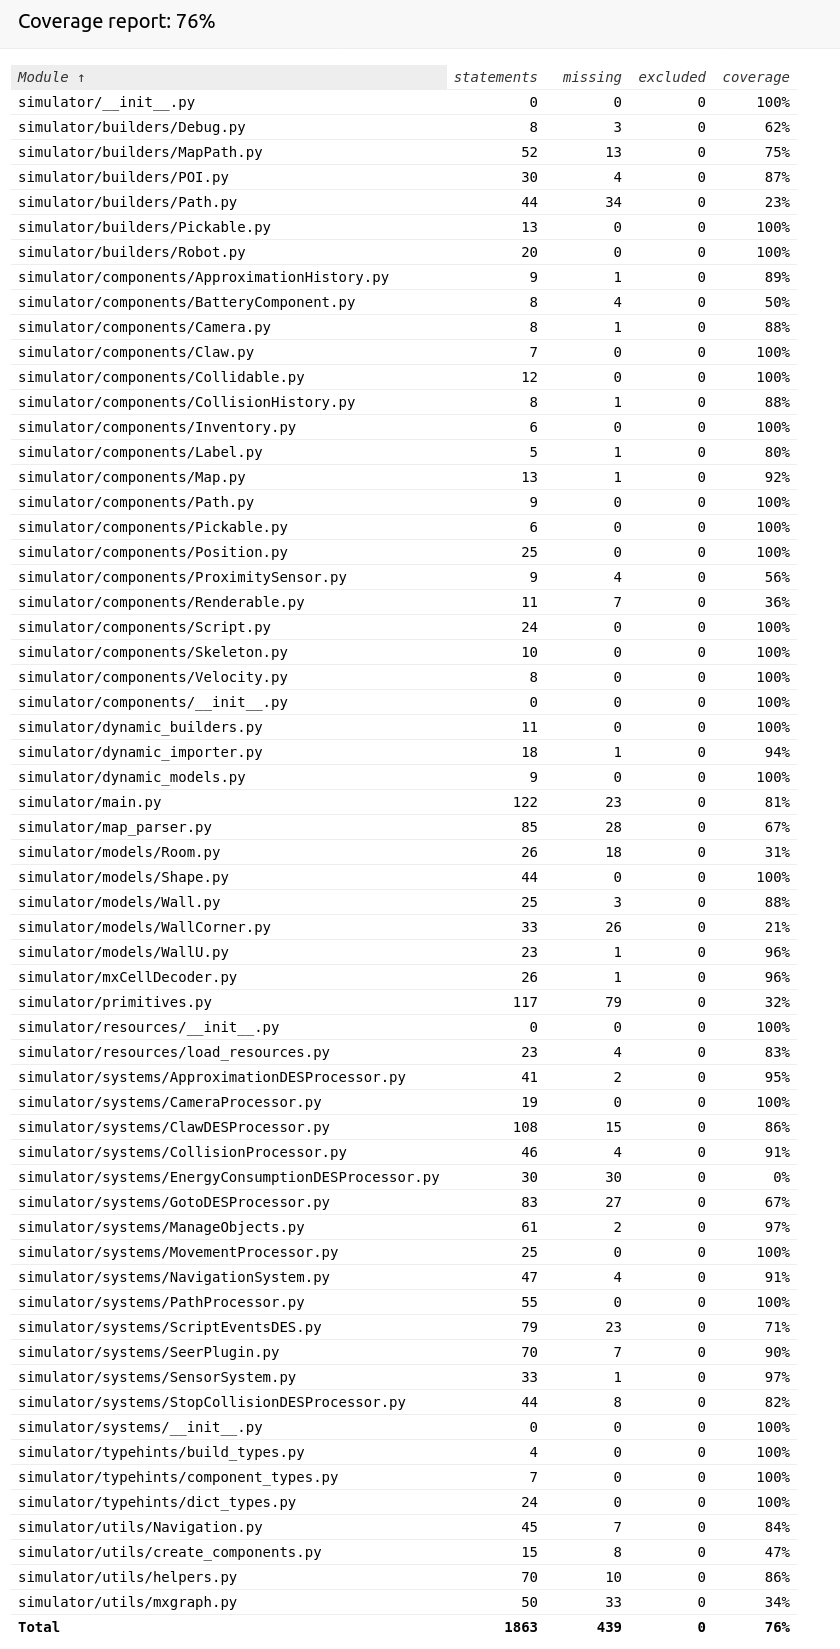 Coverage report: 76%
Module ↑ statements missing excluded coverage
simulator/__init__.py 0 0 0 100%
simulator/builders/Debug.py 8 3 0 62%
simulator/builders/MapPath.py 52 13 0 75%
simulator/builders/POI.py 30 4 0 87%
simulator/builders/Path.py 44 34 0 23%
simulator/builders/Pickable.py 13 0 0 100%
simulator/builders/Robot.py 20 0 0 100%
simulator/components/ApproximationHistory.py 9 1 0 89%
simulator/components/BatteryComponent.py 8 4 0 50%
simulator/components/Camera.py 8 1 0 88%
simulator/components/Claw.py 7 0 0 100%
simulator/components/Collidable.py 12 0 0 100%
simulator/components/CollisionHistory.py 8 1 0 88%
simulator/components/Inventory.py 6 0 0 100%
simulator/components/Label.py 5 1 0 80%
simulator/components/Map.py 13 1 0 92%
simulator/components/Path.py 9 0 0 100%
simulator/components/Pickable.py 6 0 0 100%
simulator/components/Position.py 25 0 0 100%
simulator/components/ProximitySensor.py 9 4 0 56%
simulator/components/Renderable.py 11 7 0 36%
simulator/components/Script.py 24 0 0 100%
simulator/components/Skeleton.py 10 0 0 100%
simulator/components/Velocity.py 8 0 0 100%
simulator/components/__init__.py 0 0 0 100%
simulator/dynamic_builders.py 11 0 0 100%
simulator/dynamic_importer.py 18 1 0 94%
simulator/dynamic_models.py 9 0 0 100%
simulator/main.py 122 23 0 81%
simulator/map_parser.py 85 28 0 67%
simulator/models/Room.py 26 18 0 31%
simulator/models/Shape.py 44 0 0 100%
simulator/models/Wall.py 25 3 0 88%
simulator/models/WallCorner.py 33 26 0 21%
simulator/models/WallU.py 23 1 0 96%
simulator/mxCellDecoder.py 26 1 0 96%
simulator/primitives.py 117 79 0 32%
simulator/resources/__init__.py 0 0 0 100%
simulator/resources/load_resources.py 23 4 0 83%
simulator/systems/ApproximationDESProcessor.py 41 2 0 95%
simulator/systems/CameraProcessor.py 19 0 0 100%
simulator/systems/ClawDESProcessor.py 108 15 0 86%
simulator/systems/CollisionProcessor.py 46 4 0 91%
simulator/systems/EnergyConsumptionDESProcessor.py 30 30 0 0%
simulator/systems/GotoDESProcessor.py 83 27 0 67%
simulator/systems/ManageObjects.py 61 2 0 97%
simulator/systems/MovementProcessor.py 25 0 0 100%
simulator/systems/NavigationSystem.py 47 4 0 91%
simulator/systems/PathProcessor.py 55 0 0 100%
simulator/systems/ScriptEventsDES.py 79 23 0 71%
simulator/systems/SeerPlugin.py 70 7 0 90%
simulator/systems/SensorSystem.py 33 1 0 97%
simulator/systems/StopCollisionDESProcessor.py 44 8 0 82%
simulator/systems/__init__.py 0 0 0 100%
simulator/typehints/build_types.py 4 0 0 100%
simulator/typehints/component_types.py 7 0 0 100%
simulator/typehints/dict_types.py 24 0 0 100%
simulator/utils/Navigation.py 45 7 0 84%
simulator/utils/create_components.py 15 8 0 47%
simulator/utils/helpers.py 70 10 0 86%
simulator/utils/mxgraph.py 50 33 0 34%
Total 1863 439 0 76%